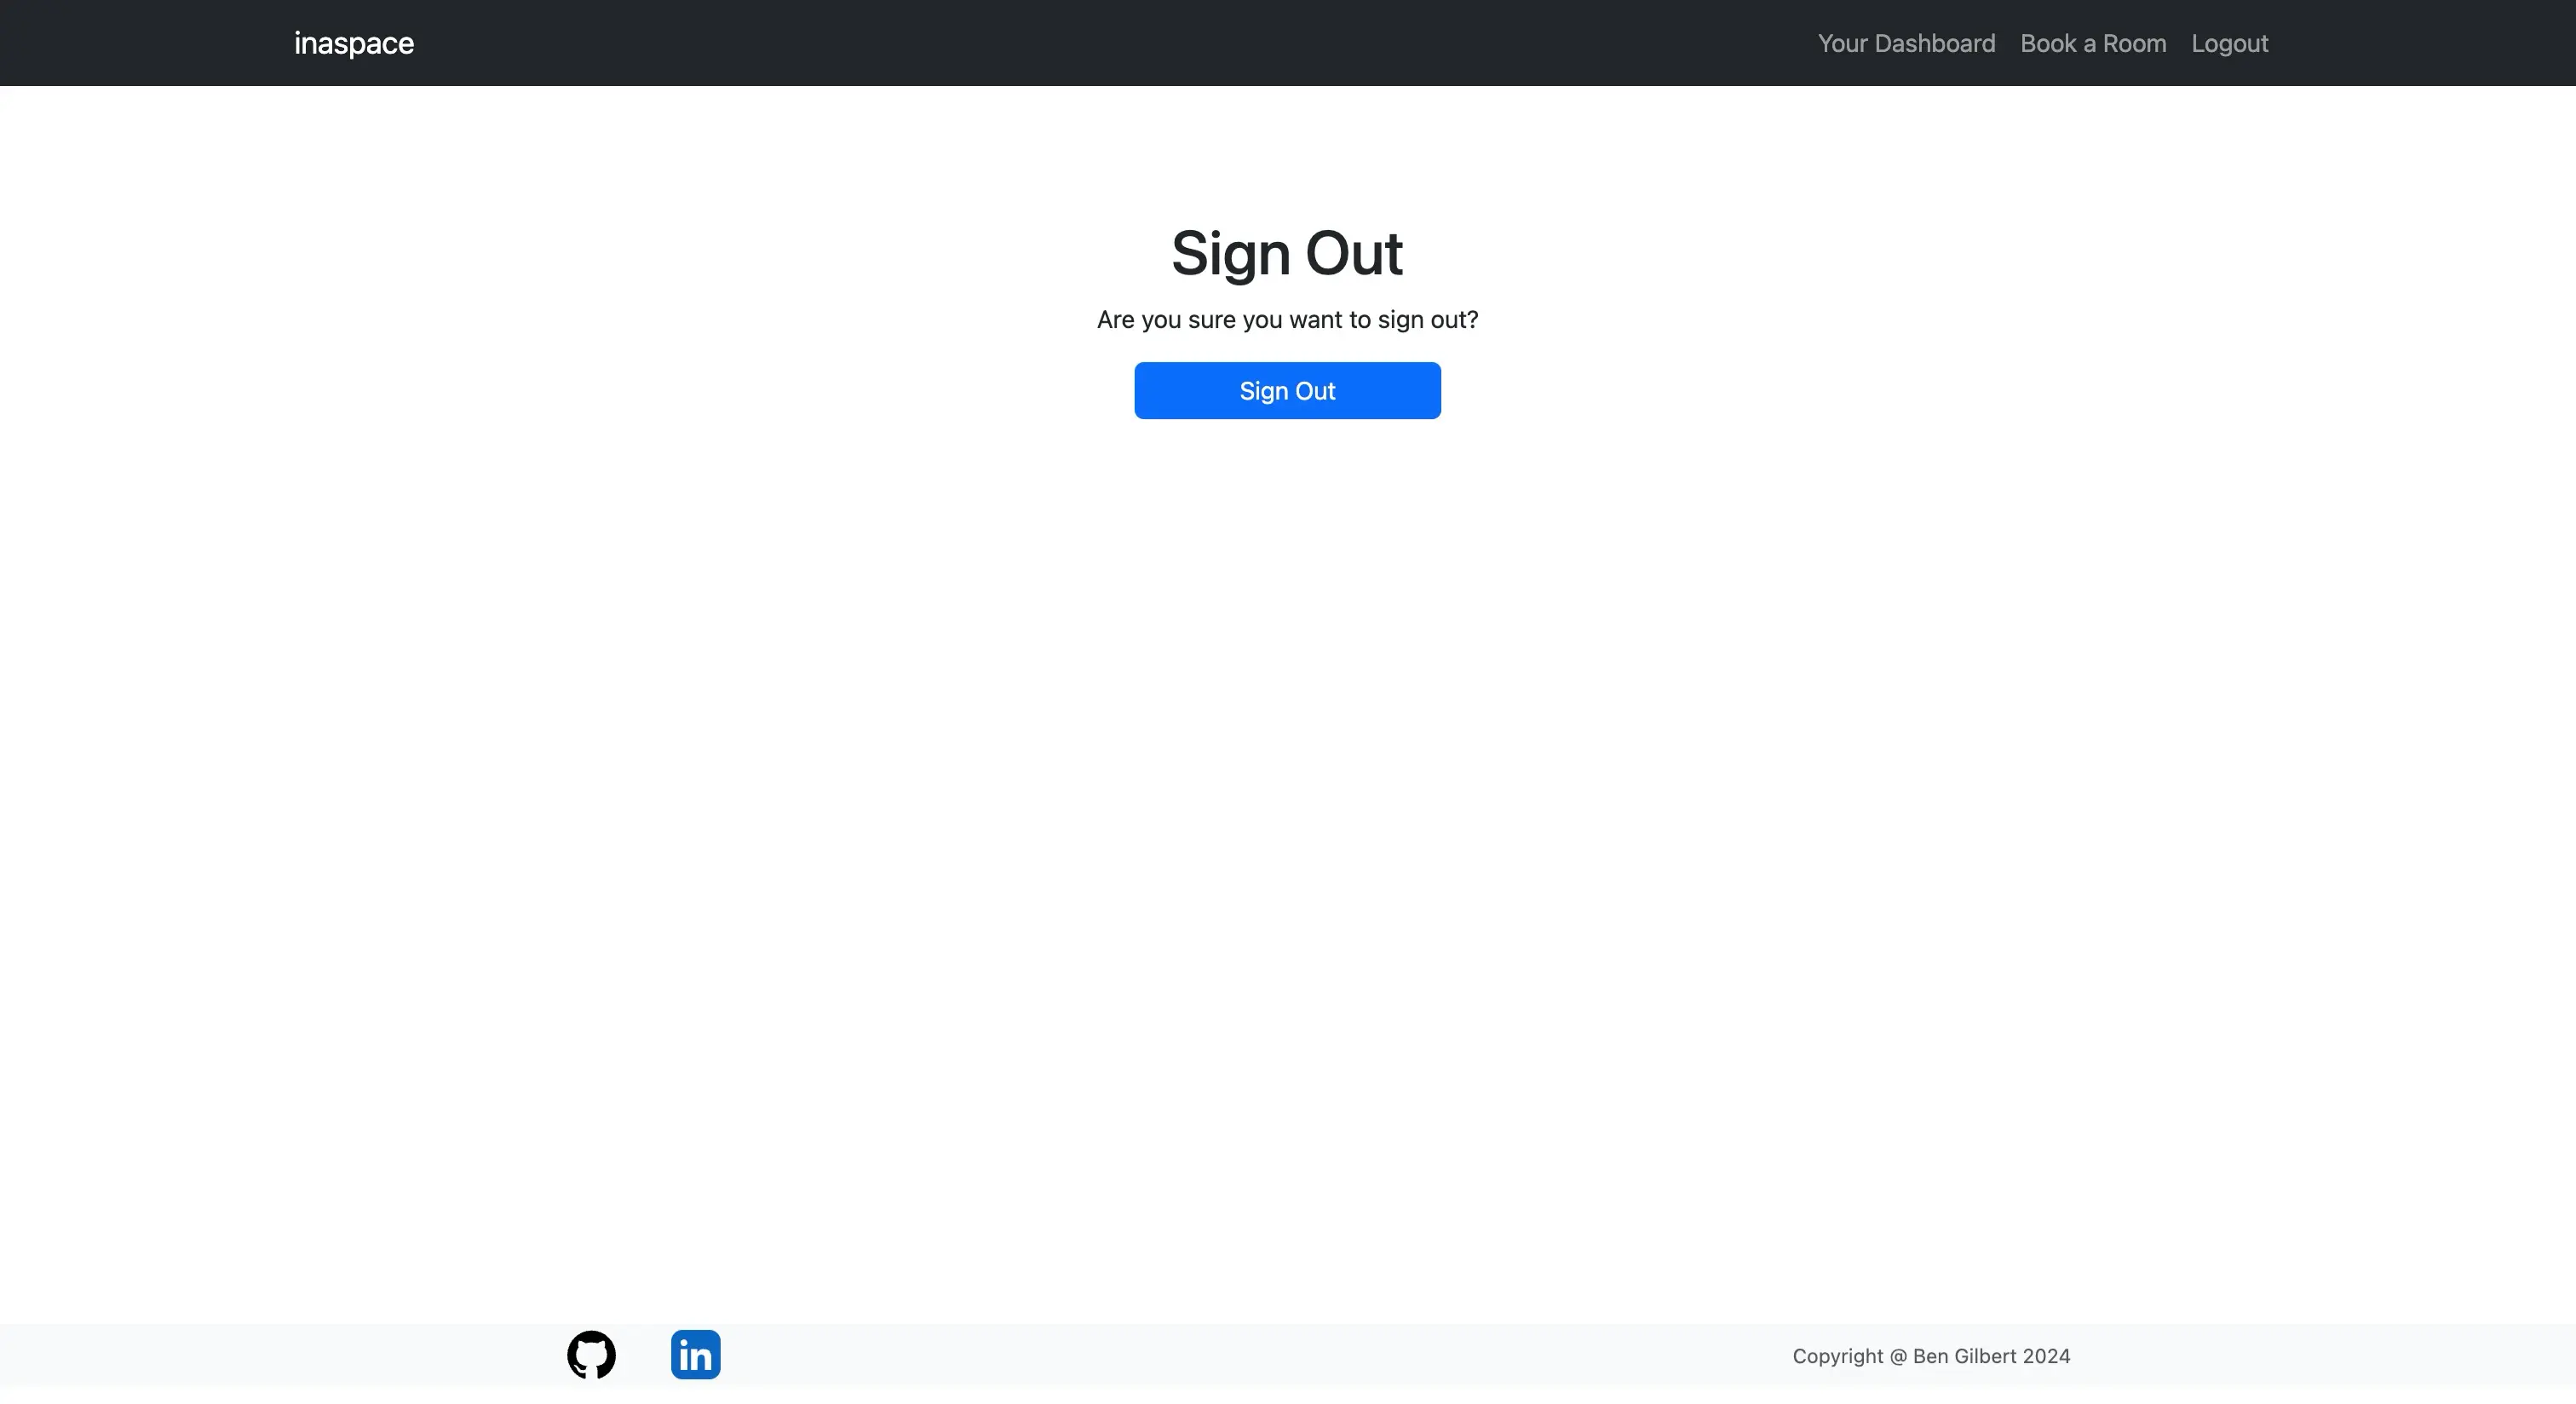 inaspace
Your Dashboard Book a Room Logout
Sign Out
Are you sure you want to sign out?
Sign Out
in
Copyright @ Ben Gilbert 2024